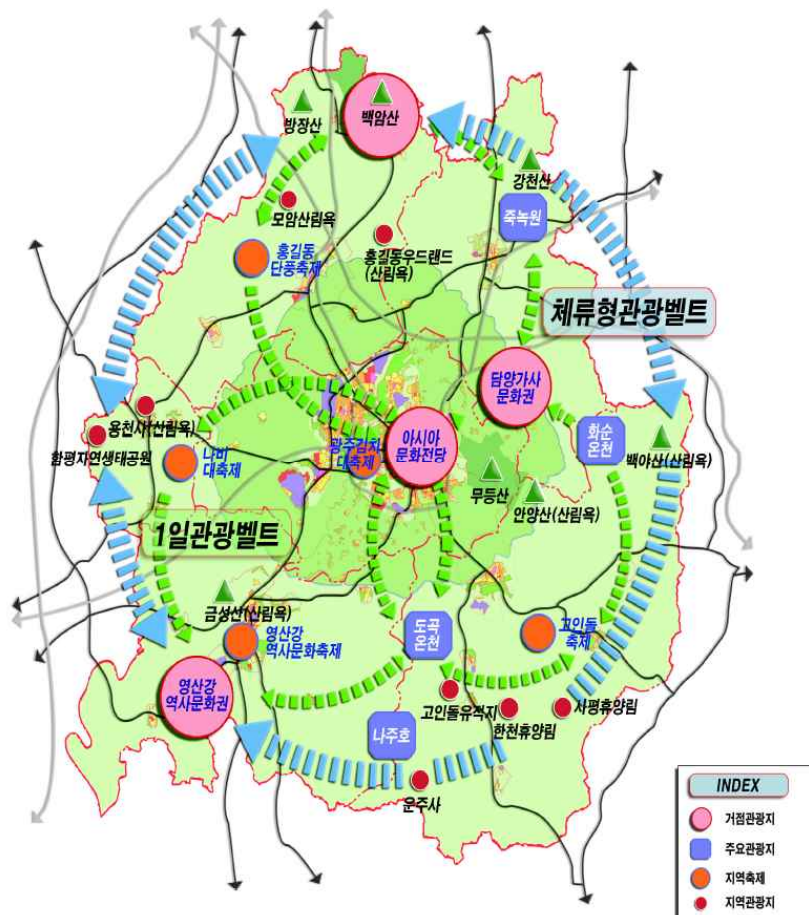 방장산
백암산
강천산
죽녹원
모암산림욕
홍길동
단풍축제
홍길동우드랜드
(산림욕)
체류형관광벨트
담양가사
문화권
용천사(산림욕)
함평자연생태공원
나비
대축제
광주김치
대축제
아시아
문화전당
화순
온천
백아산(산림욕)
무등산
안양산(산림욕)
1일관광벨트
금성산(산림욕)
영산강
역사문화축제
도곡
온천
고인돌
축제
영산강
역사문화권
고인돌유적지
한천휴양림
사평휴양림
나주호
운주사
INDEX
거점관광지
주요관광지
지역축제
지역관광지